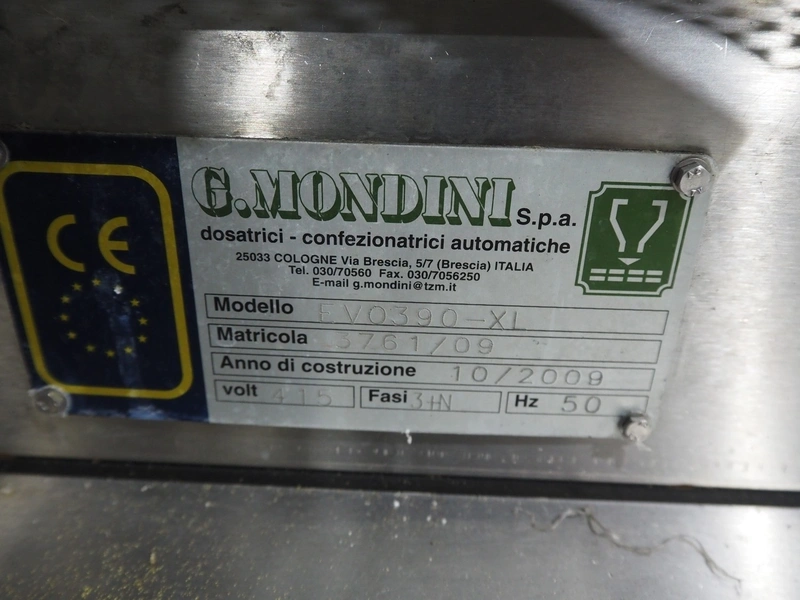 CE
G.MONDINI S.p.a.
dosatrici - confezionatrici automatiche
25033 COLOGNE Via Brescia, 5/7 (Brescia) ITALIA
Tel. 030/70560 Fax. 030/7056250
E-mail g.mondini@tzm.it
Modello EVO390-XL
Matricola 3761/09
Anno di costruzione 10/2009
volt 415 Fasi 3+N Hz 50